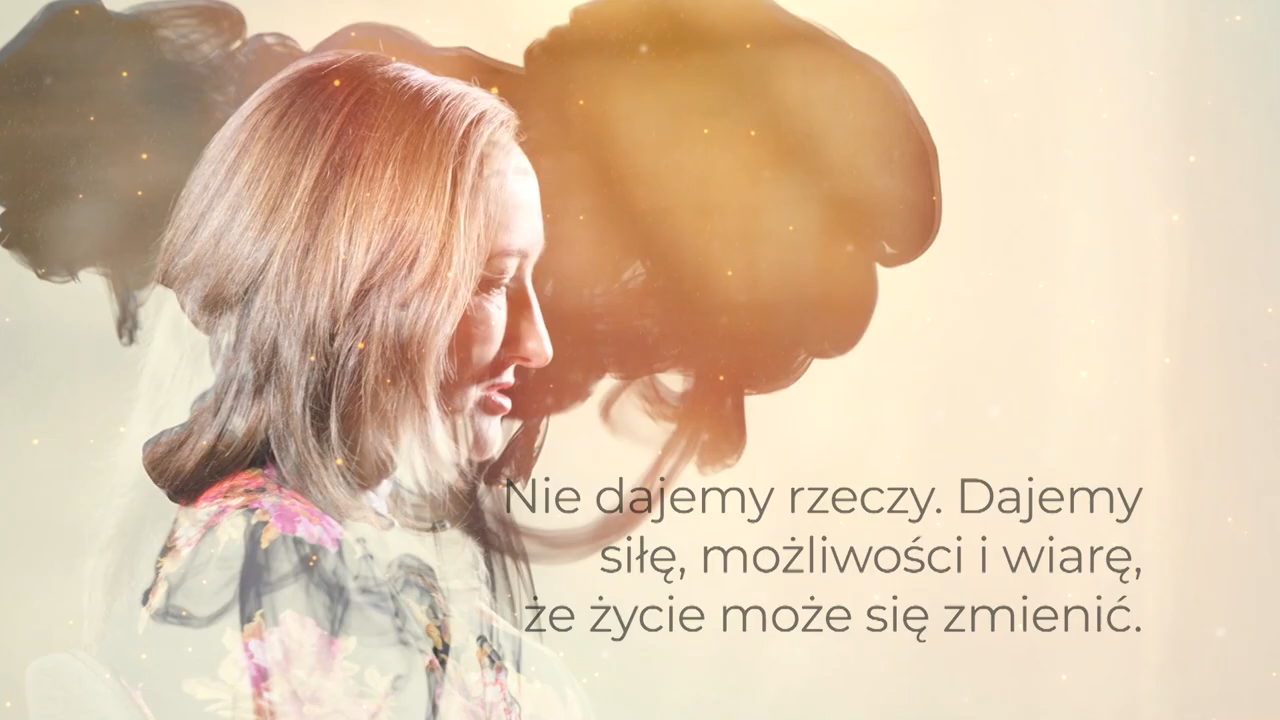 Nie dajemy rzeczy. Dajemy
siłę, możliwości i wiarę,
że życie może się zmienić.